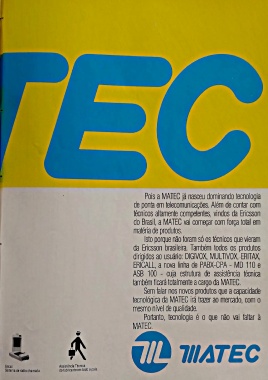 TEC
Pois a MATEC já nasceu dominando tecnologia
de ponta em telecomunicações. Além de contar com
técnicos altamente competentes, vindos da Ericsson
do Brasil, a MATEC vai começar com força total em
matéria de produtos.
Isto porque não foram só os técnicos que vieram
da Ericsson brasileira. Também todos os produtos
dirigidos ao usuário: DIGIVOX, MULTIVOX, ERITAX,
ERICALL, a nova linha de PABX-CPA - MD 110 e
ASB 100 - cuja estrutura de assistência técnica
também ficará totalmente a cargo da MATEC.
Sem falar nos novos produtos que a capacidade
tecnológica da MATEC irá trazer ao mercado, com o
mesmo nível de qualidade.
Portanto, tecnologia é o que não vai faltar à
MATEC.
MATEC